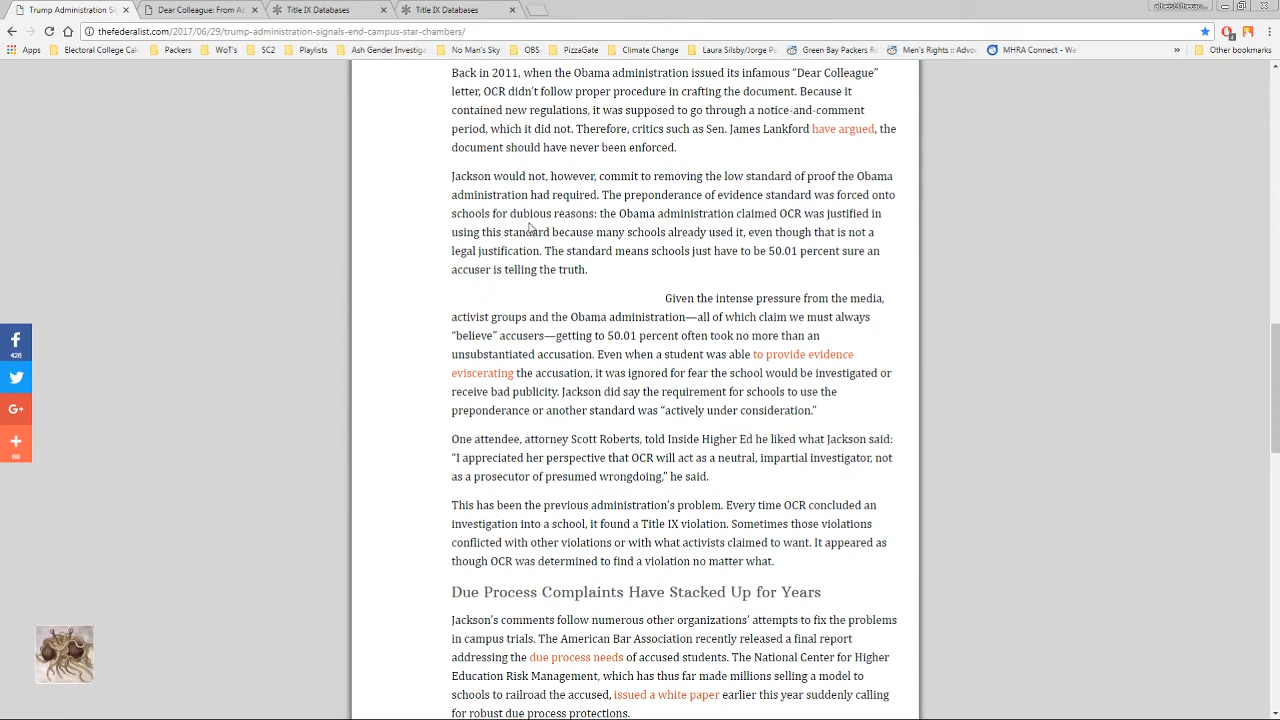 Trump Administration Si
Dear Colleague: From As
Title IX Databases
Title IX Databases
thefederalist.com/2017/06/29/trump-administration-signals-end-campus-star-chambers/
Apps
Electoral College Calc
Packers
WoT's
SC2
Playlists
Ash Gender Investiga
No Man's Sky
OBS
PizzaGate
Climate Change
Laura Silsby/Jorge Pu
Green Bay Packers R
Men's Rights :: Advoc
MHRA Connect - We
»
Other bookmarks
Back in 2011, when the Obama administration issued its infamous “Dear Colleague”
letter, OCR didn’t follow proper procedure in crafting the document. Because it
contained new regulations, it was supposed to go through a notice-and-comment
period, which it did not. Therefore, critics such as Sen. James Lankford have argued, the
document should have never been enforced.
Jackson would not, however, commit to removing the low standard of proof the Obama
administration had required. The preponderance of evidence standard was forced onto
schools for dubious reasons: the Obama administration claimed OCR was justified in
using this standard because many schools already used it, even though that is not a
legal justification. The standard means schools just have to be 50.01 percent sure an
accuser is telling the truth.
Given the intense pressure from the media,
activist groups and the Obama administration—all of which claim we must always
“believe” accusers—getting to 50.01 percent often took no more than an
unsubstantiated accusation. Even when a student was able to provide evidence
eviscerating the accusation, it was ignored for fear the school would be investigated or
receive bad publicity. Jackson did say the requirement for schools to use the
preponderance or another standard was “actively under consideration.”
One attendee, attorney Scott Roberts, told Inside Higher Ed he liked what Jackson said:
“I appreciated her perspective that OCR will act as a neutral, impartial investigator, not
as a prosecutor of presumed wrongdoing,” he said.
This has been the previous administration’s problem. Every time OCR concluded an
investigation into a school, it found a Title IX violation. Sometimes those violations
conflicted with other violations or with what activists claimed to want. It appeared as
though OCR was determined to find a violation no matter what.
Due Process Complaints Have Stacked Up for Years
Jackson’s comments follow numerous other organizations’ attempts to fix the problems
in campus trials. The American Bar Association recently released a final report
addressing the due process needs of accused students. The National Center for Higher
Education Risk Management, which has thus far made millions selling a model to
schools to railroad the accused, issued a white paper earlier this year suddenly calling
for robust due process protections.
426
G+
69